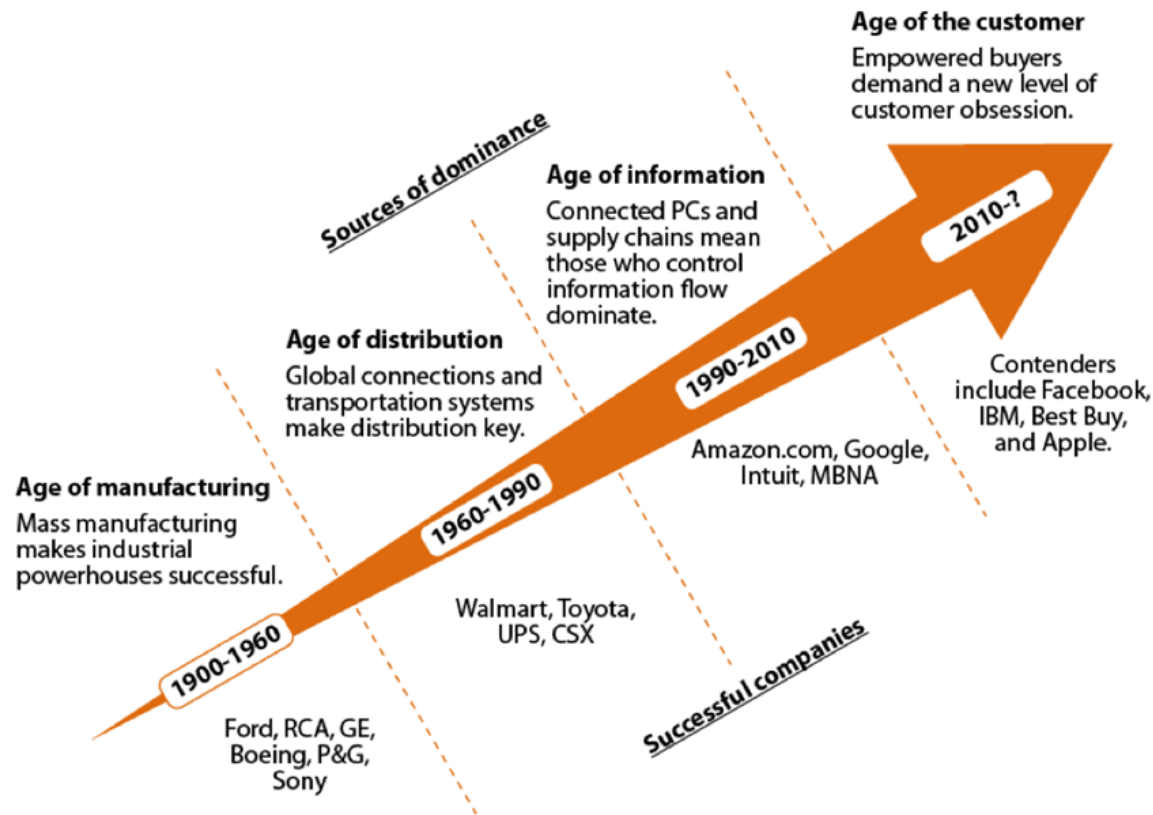 Age of the customer
Empowered buyers
demand a new level of
customer obsession.
Sources of dominance
Age of information
Connected PCs and
supply chains mean
those who control
information flow
dominate.
2010-?
Age of distribution
Global connections and
transportation systems
make distribution key.
1990-2010
Contenders
include Facebook,
IBM, Best Buy,
and Apple.
Amazon.com, Google,
Intuit, MBNA
Age of manufacturing
Mass manufacturing
makes industrial
powerhouses successful.
1960-1990
Walmart, Toyota,
UPS, CSX
Successful companies
1900-1960
Ford, RCA, GE,
Boeing, P&G,
Sony